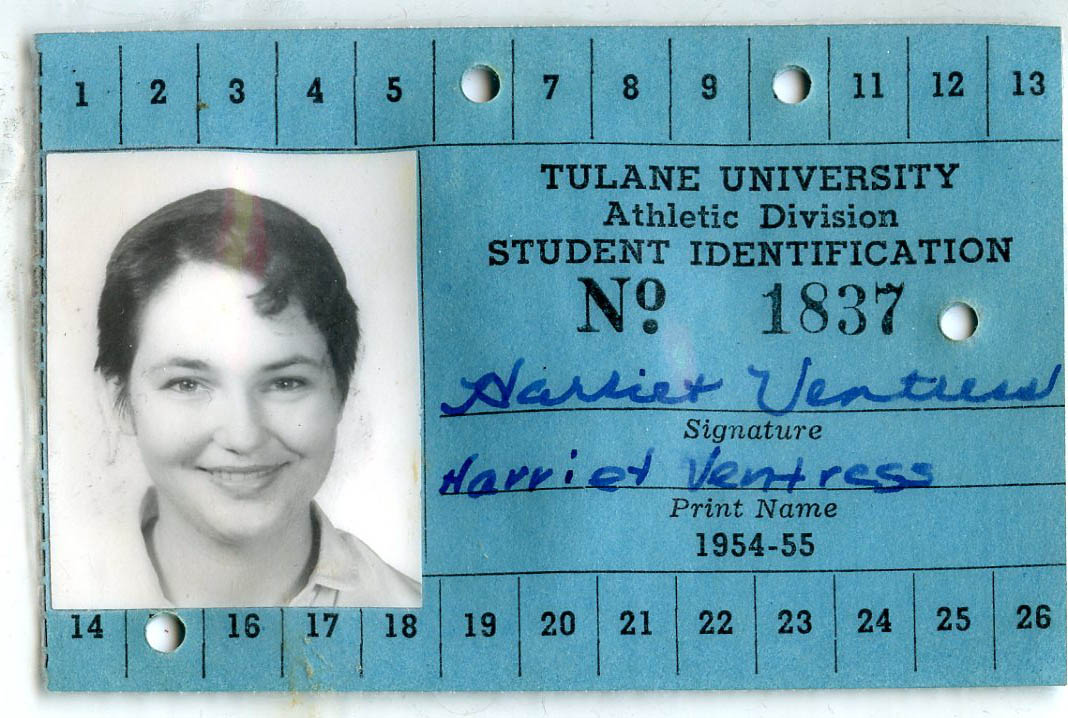 1 2 3 4 5 7 8 9 11 12 13
TULANE UNIVERSITY
Athletic Division
STUDENT IDENTIFICATION
Nº 1837
Harriet Ventress
Signature
Harriet Ventress
Print Name
1954-55
14 16 17 18 19 20 21 22 23 24 25 26